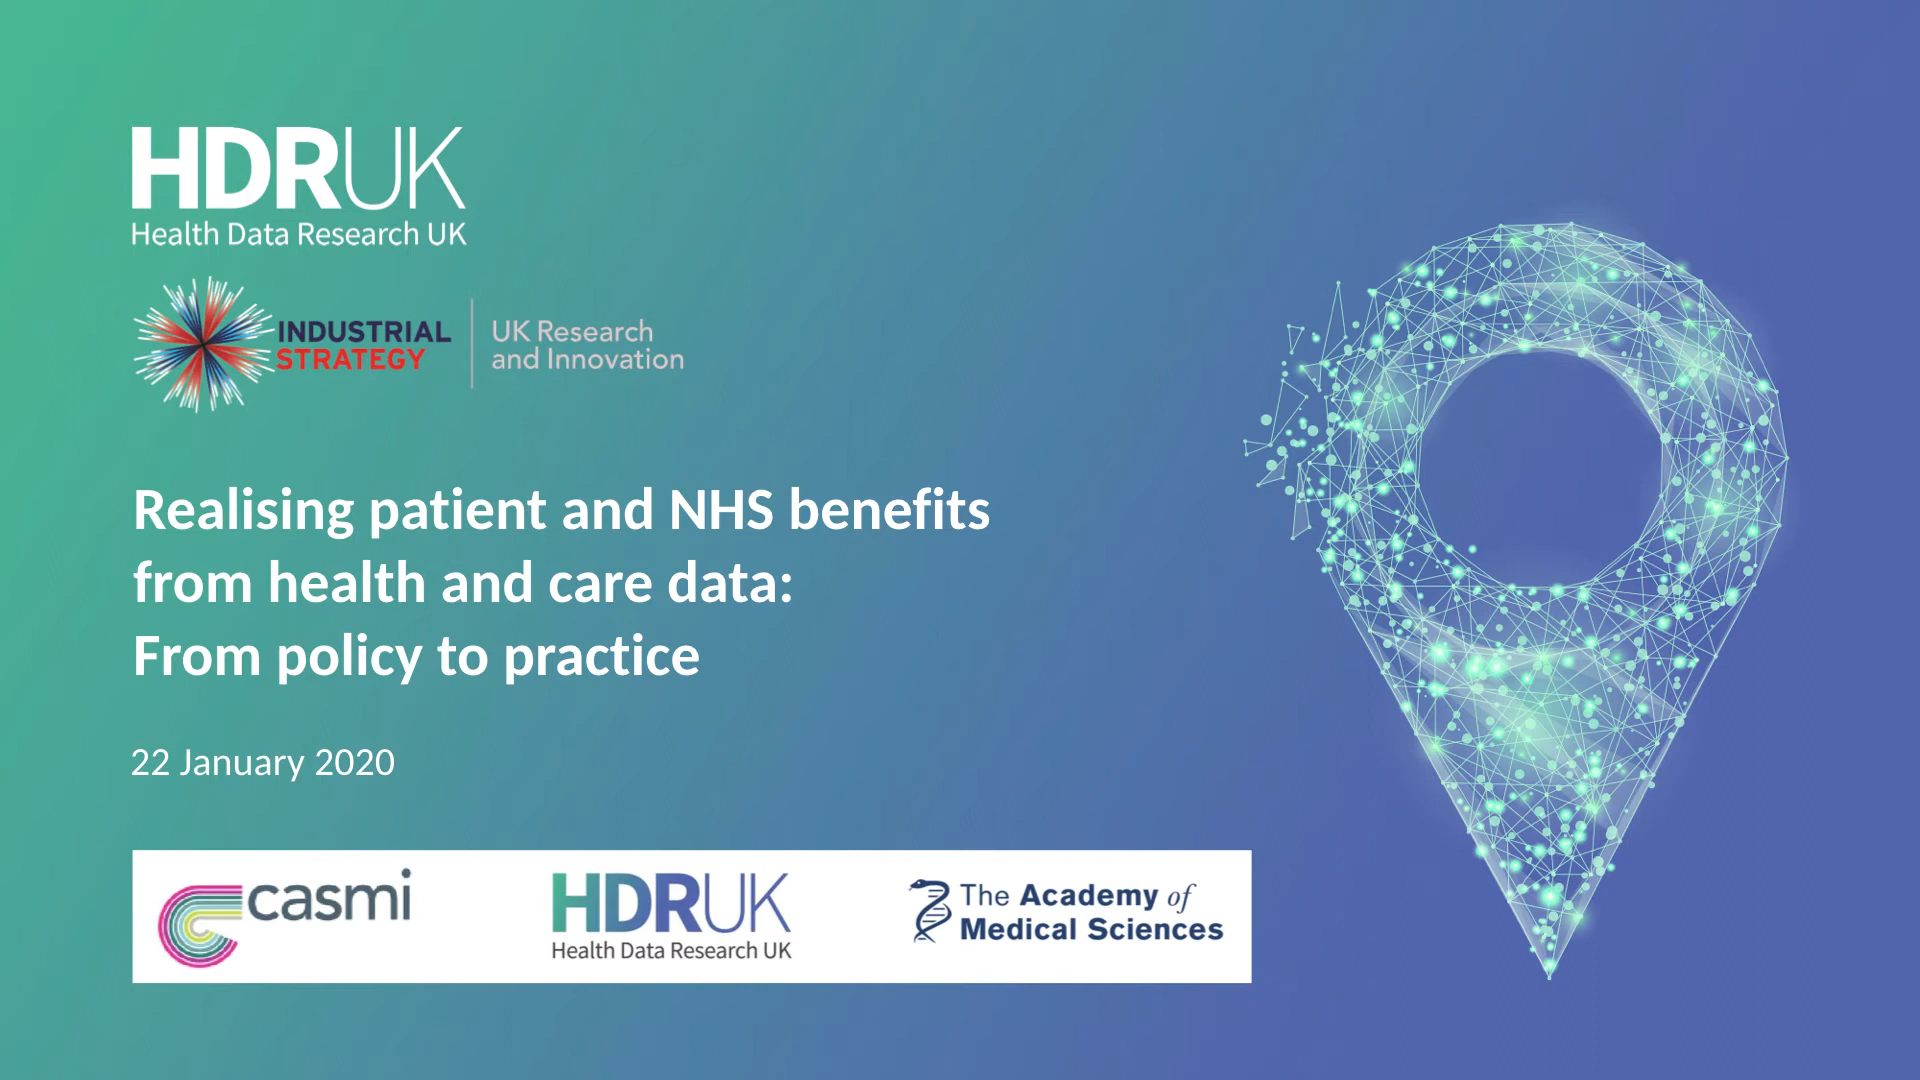 HDRUK
Health Data Research UK
INDUSTRIAL
STRATEGY
UK Research
and Innovation
Realising patient and NHS benefits
from health and care data:
From policy to practice
22 January 2020
casmi
HDRUK
Health Data Research UK
The Academy of
Medical Sciences